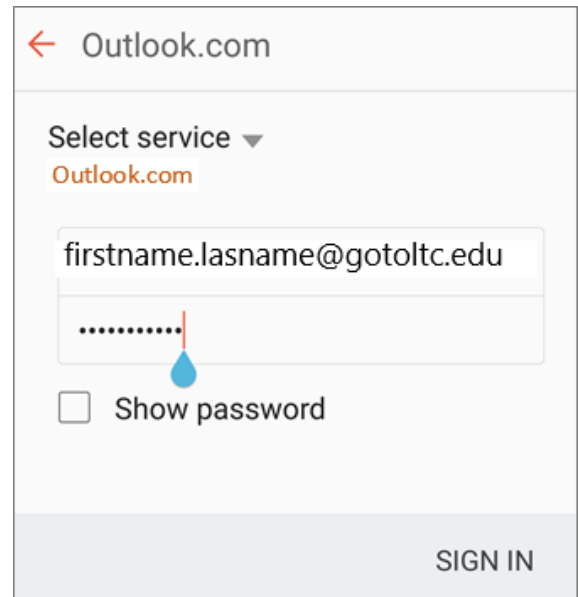 Outlook.com
Select service
Outlook.com
firstname.lasname@gotoltc.edu
•••••••••••
Show password
SIGN IN